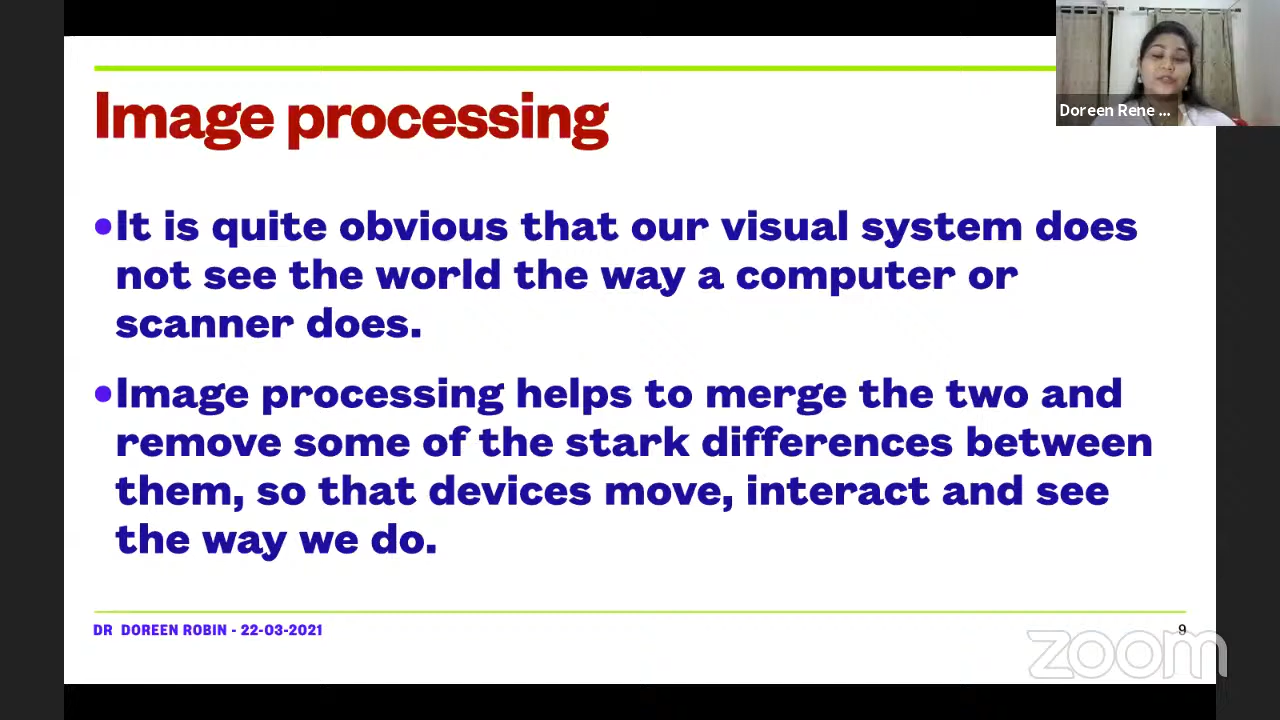 Doreen Rene ...
Image processing
•It is quite obvious that our visual system does
not see the world the way a computer or
scanner does.
•Image processing helps to merge the two and
remove some of the stark differences between
them, so that devices move, interact and see
the way we do.
DR DOREEN ROBIN - 22-03-2021
9
zoom